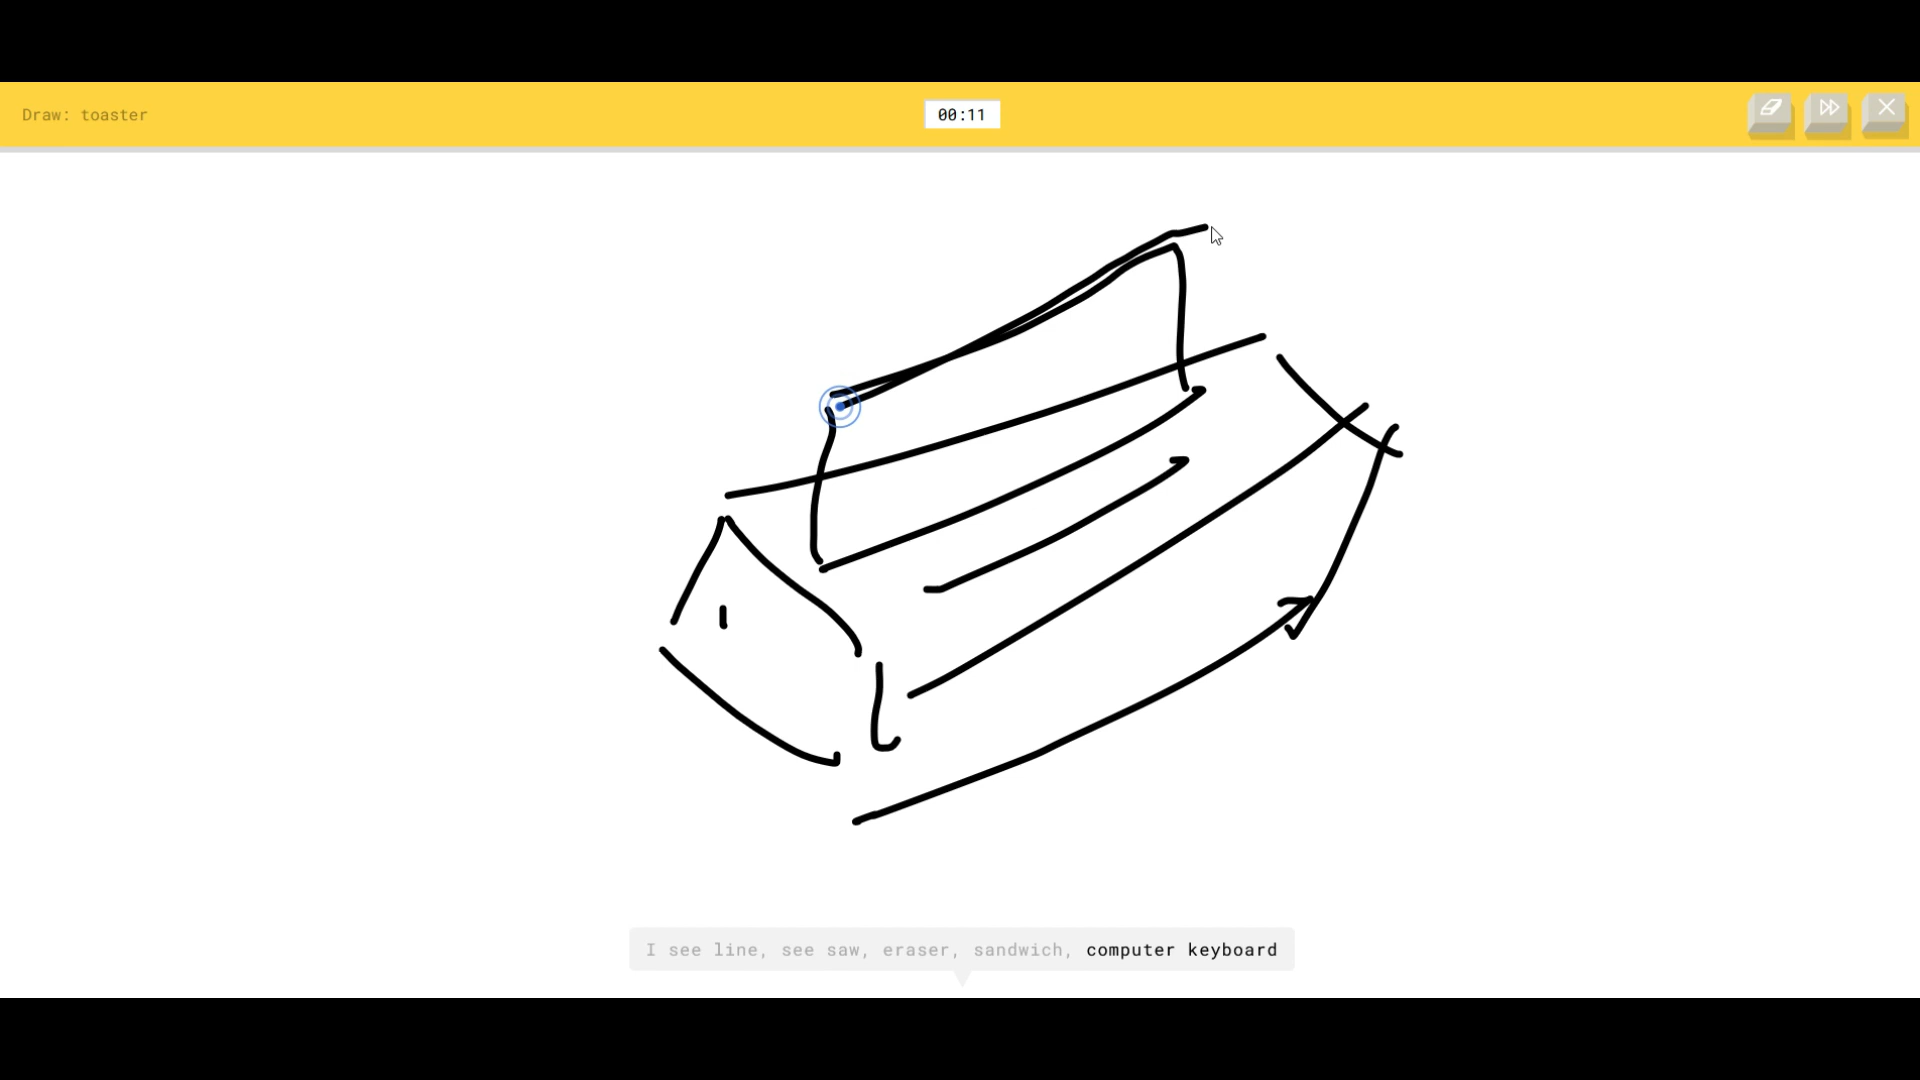 Draw: toaster
00:11
I see line, see saw, eraser, sandwich, computer keyboard